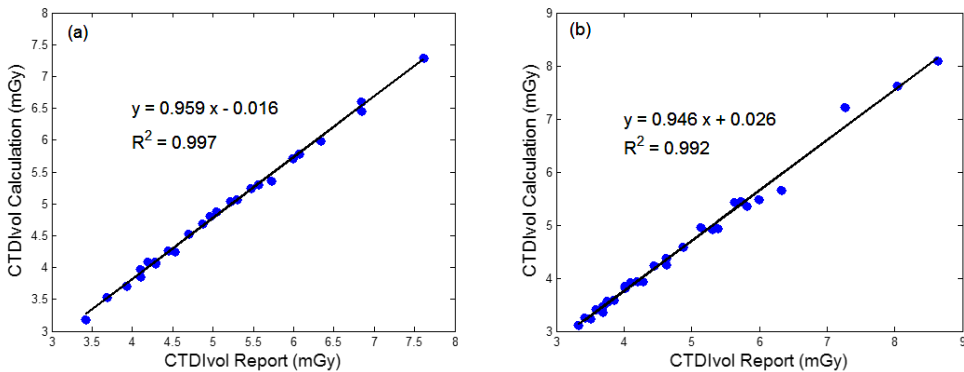 (a)
y = 0.959 x - 0.016
R² = 0.997
CTDIvol Calculation (mGy)
8
7.5
7
6.5
6
5.5
5
4.5
4
3.5
3
3 3.5 4 4.5 5 5.5 6 6.5 7 7.5 8
CTDIvol Report (mGy)
(b)
y = 0.946 x + 0.026
R² = 0.992
CTDIvol Calculation (mGy)
9
8
7
6
5
4
3
3 4 5 6 7 8 9
CTDIvol Report (mGy)